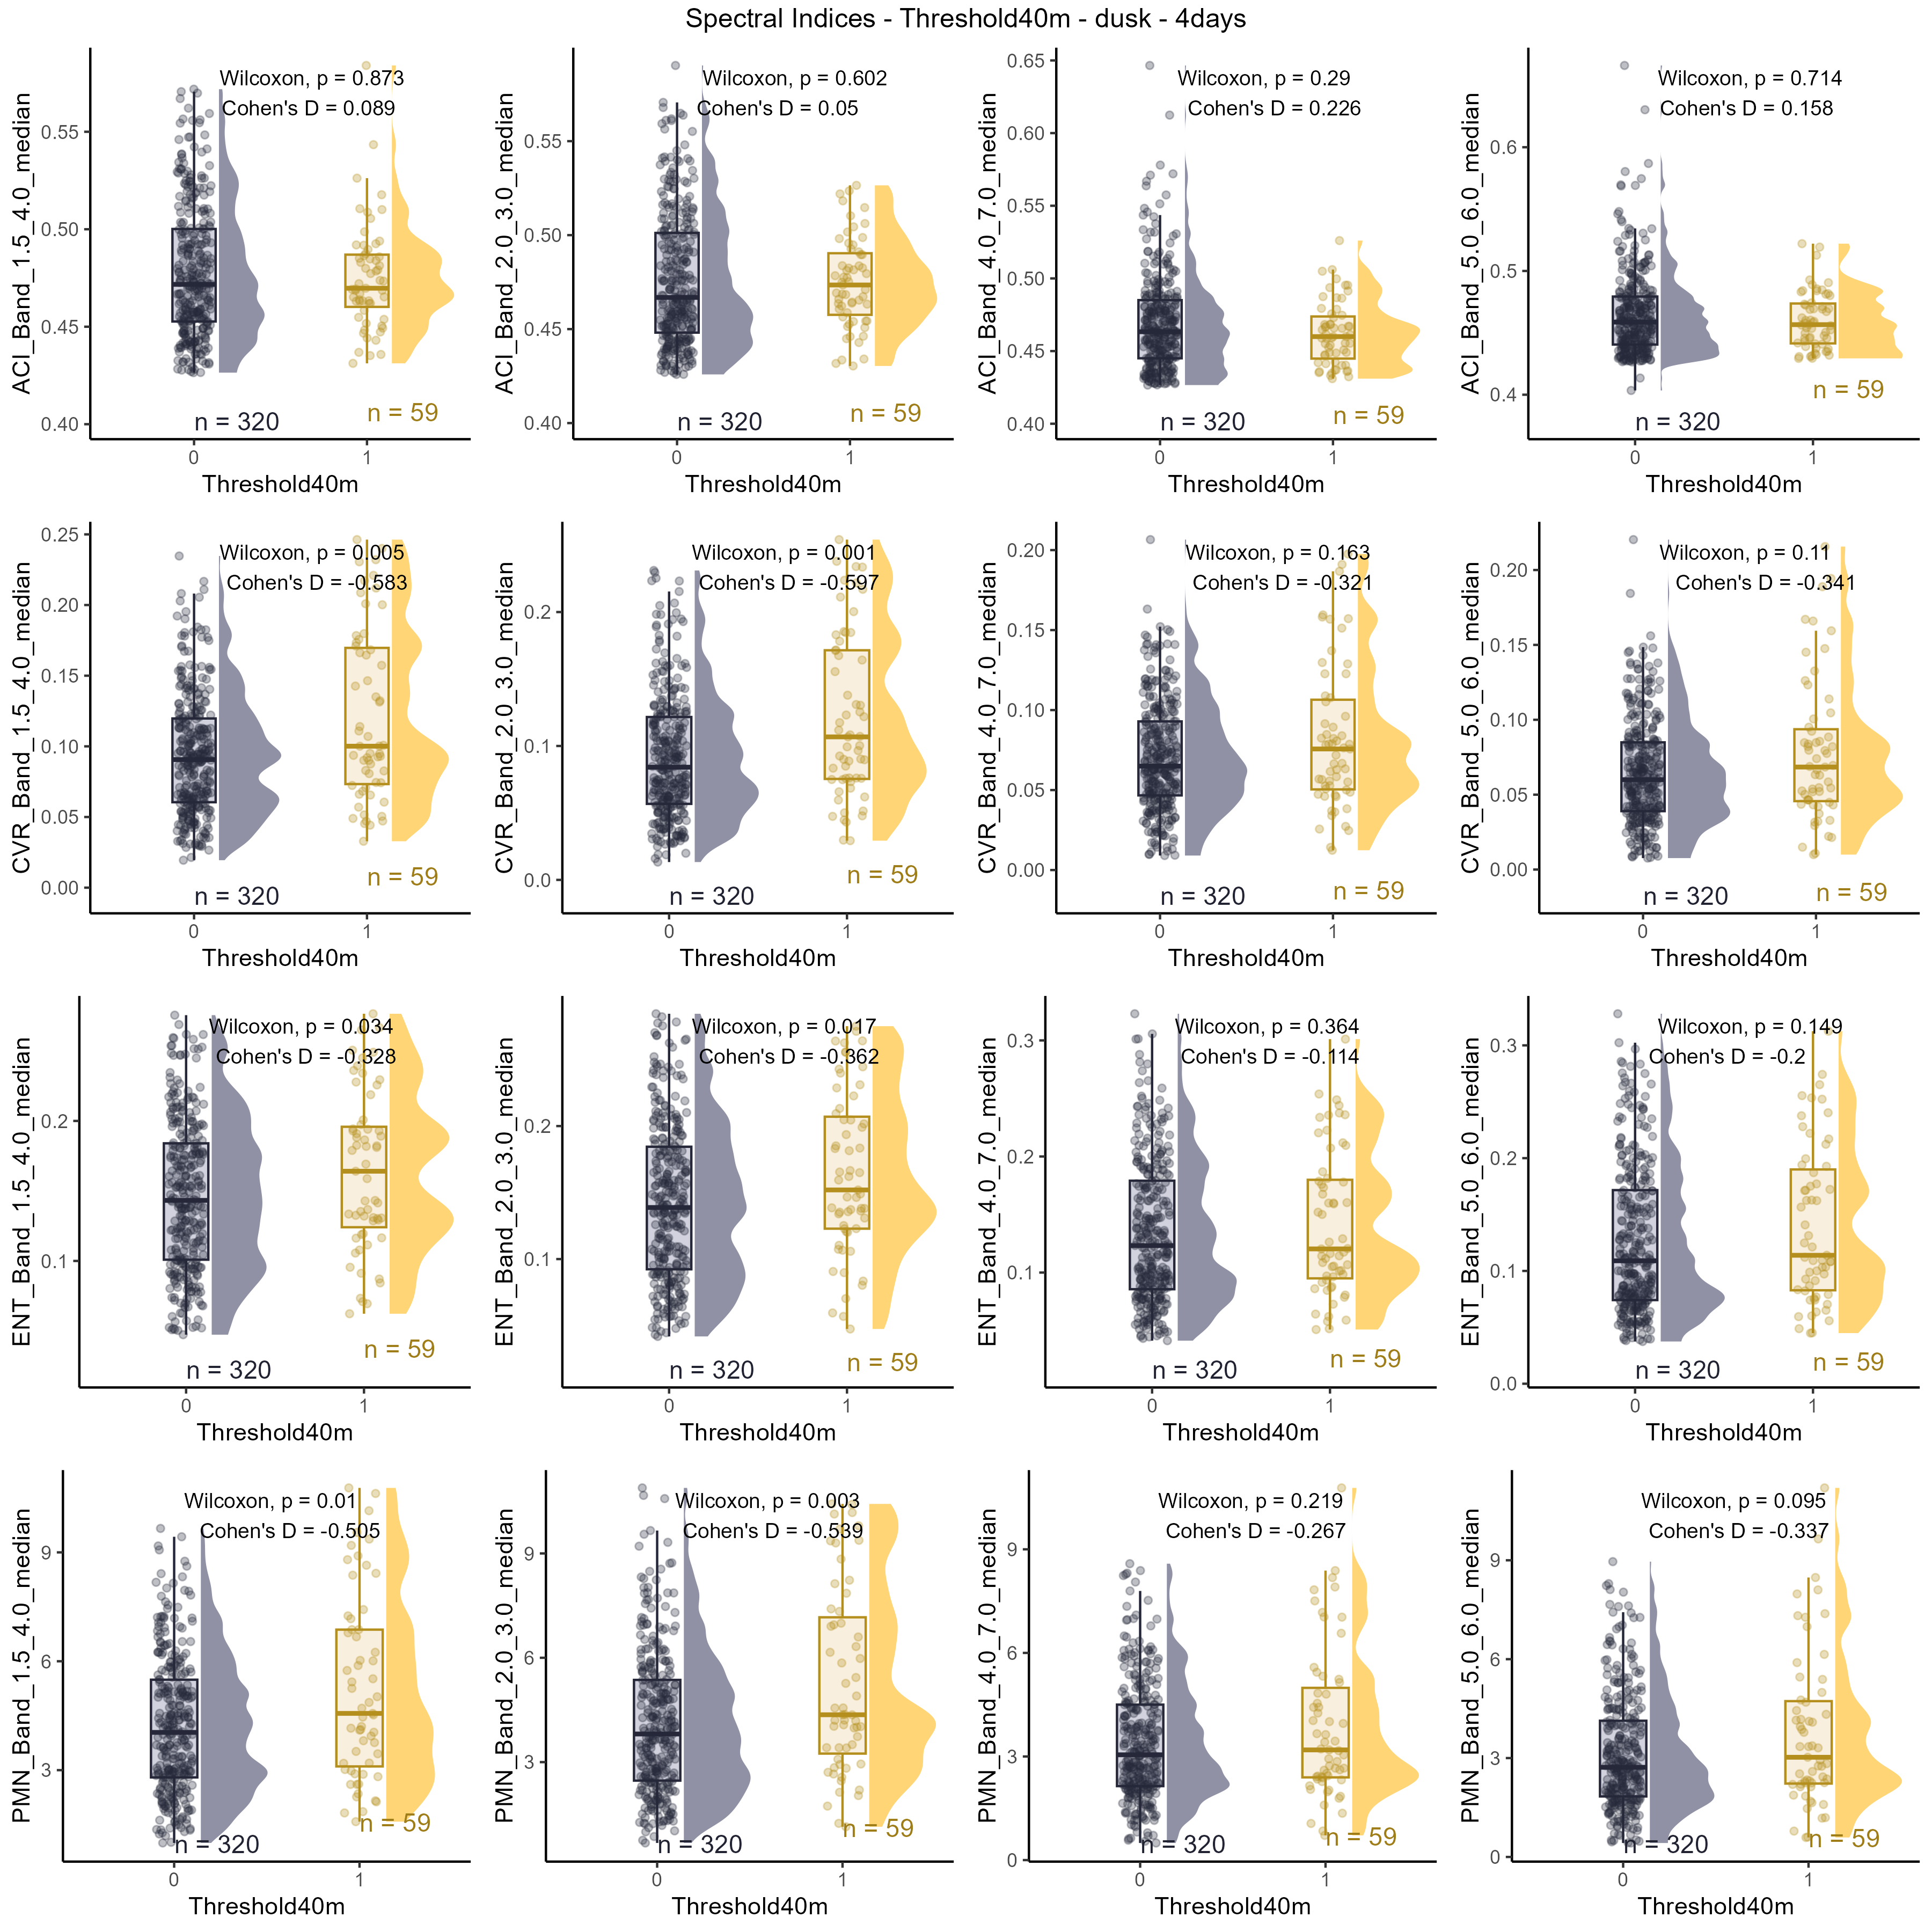 Spectral Indices - Threshold40m - dusk - 4days
ACI_Band_1.5_4.0_median
Wilcoxon, p = 0.873
Cohen's D = 0.089
0.55
0.50
0.45
0.40
n = 320
n = 59
0
1
Threshold40m
ACI_Band_2.0_3.0_median
Wilcoxon, p = 0.602
Cohen's D = 0.05
0.55
0.50
0.45
0.40
n = 320
n = 59
0
1
Threshold40m
ACI_Band_4.0_7.0_median
Wilcoxon, p = 0.29
Cohen's D = 0.226
0.65
0.60
0.55
0.50
0.45
0.40
n = 320
n = 59
0
1
Threshold40m
ACI_Band_5.0_6.0_median
Wilcoxon, p = 0.714
Cohen's D = 0.158
0.6
0.5
0.4
n = 320
n = 59
0
1
Threshold40m
CVR_Band_1.5_4.0_median
Wilcoxon, p = 0.005
Cohen's D = -0.583
0.25
0.20
0.15
0.10
0.05
0.00
n = 320
n = 59
0
1
Threshold40m
CVR_Band_2.0_3.0_median
Wilcoxon, p = 0.001
Cohen's D = -0.597
0.2
0.1
0.0
n = 320
n = 59
0
1
Threshold40m
CVR_Band_4.0_7.0_median
Wilcoxon, p = 0.163
Cohen's D = -0.321
0.20
0.15
0.10
0.05
0.00
n = 320
n = 59
0
1
Threshold40m
CVR_Band_5.0_6.0_median
Wilcoxon, p = 0.11
Cohen's D = -0.341
0.20
0.15
0.10
0.05
0.00
n = 320
n = 59
0
1
Threshold40m
ENT_Band_1.5_4.0_median
Wilcoxon, p = 0.034
Cohen's D = -0.328
0.2
0.1
n = 320
n = 59
0
1
Threshold40m
ENT_Band_2.0_3.0_median
Wilcoxon, p = 0.017
Cohen's D = -0.362
0.2
0.1
n = 320
n = 59
0
1
Threshold40m
ENT_Band_4.0_7.0_median
Wilcoxon, p = 0.364
Cohen's D = -0.114
0.3
0.2
0.1
n = 320
n = 59
0
1
Threshold40m
ENT_Band_5.0_6.0_median
Wilcoxon, p = 0.149
Cohen's D = -0.2
0.3
0.2
0.1
0.0
n = 320
n = 59
0
1
Threshold40m
PMN_Band_1.5_4.0_median
Wilcoxon, p = 0.01
Cohen's D = -0.505
9
6
3
n = 320
n = 59
0
1
Threshold40m
PMN_Band_2.0_3.0_median
Wilcoxon, p = 0.003
Cohen's D = -0.539
9
6
3
n = 320
n = 59
0
1
Threshold40m
PMN_Band_4.0_7.0_median
Wilcoxon, p = 0.219
Cohen's D = -0.267
9
6
3
0
n = 320
n = 59
0
1
Threshold40m
PMN_Band_5.0_6.0_median
Wilcoxon, p = 0.095
Cohen's D = -0.337
9
6
3
0
n = 320
n = 59
0
1
Threshold40m